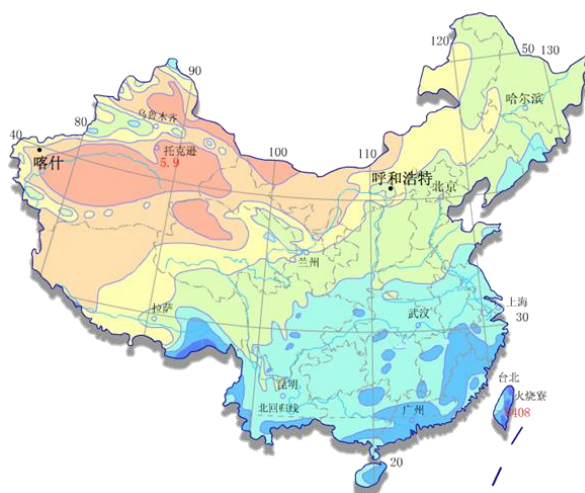 120
50
130
90
哈尔滨
乌鲁木齐
40
80
托克逊
喀什
5.9
100
110
呼和浩特
北京
兰州
拉萨
上海
武汉
30
昆明
台北
火烧寮
北回归线
广州
8408
20